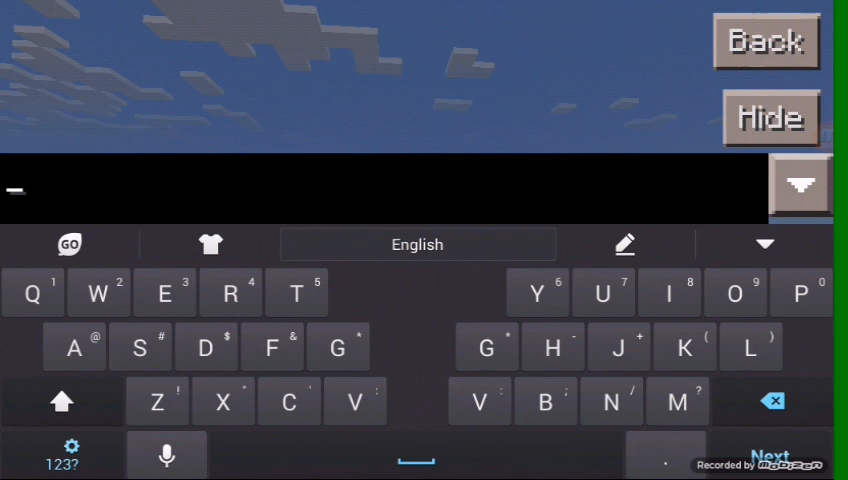 Back
Hide
_
GO
English
Q 1 W 2 E 3 R 4 T 5 Y 6 U 7 I 8 O 9 P 0
A @ S # D $ F & G * G * H - J + K ( L )
Z ! X " C ' V : V : B ; N / M ?
123? . Next
Recorded by MOBIZEN